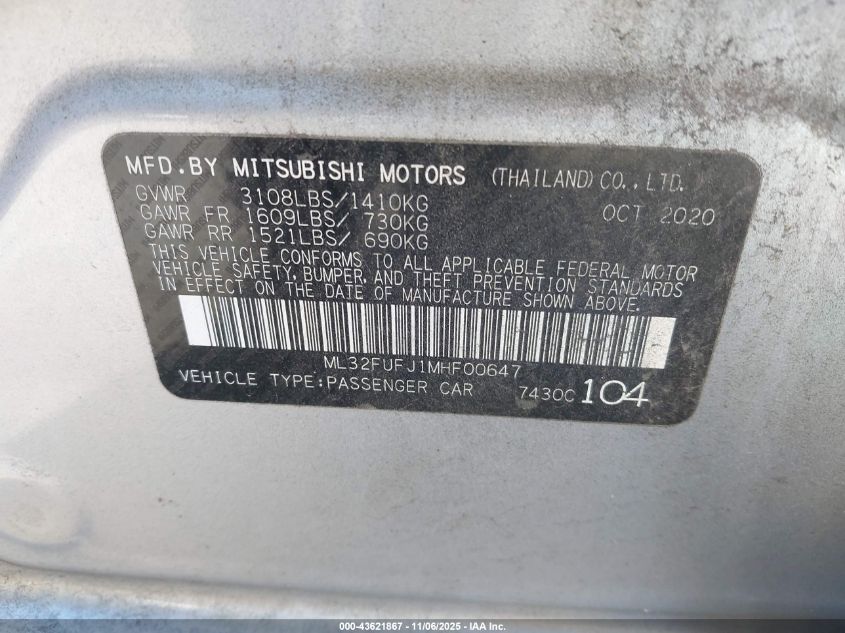 MFD.BY MITSUBISHI MOTORS (THAILAND) CO.,LTD.
GVWR 3108LBS/1410KG OCT 2020
GAWR FR 1609LBS/ 730KG
GAWR RR 1521LBS/ 690KG
THIS VEHICLE CONFORMS TO ALL APPLICABLE FEDERAL MOTOR
VEHICLE SAFETY, BUMPER, AND THEFT PREVENTION STANDARDS
IN EFFECT ON THE DATE OF MANUFACTURE SHOWN ABOVE.
ML32FUFJ1MHF00647
VEHICLE TYPE:PASSENGER CAR 7430C 104
000-43621867 - 11/06/2025 - IAA Inc.